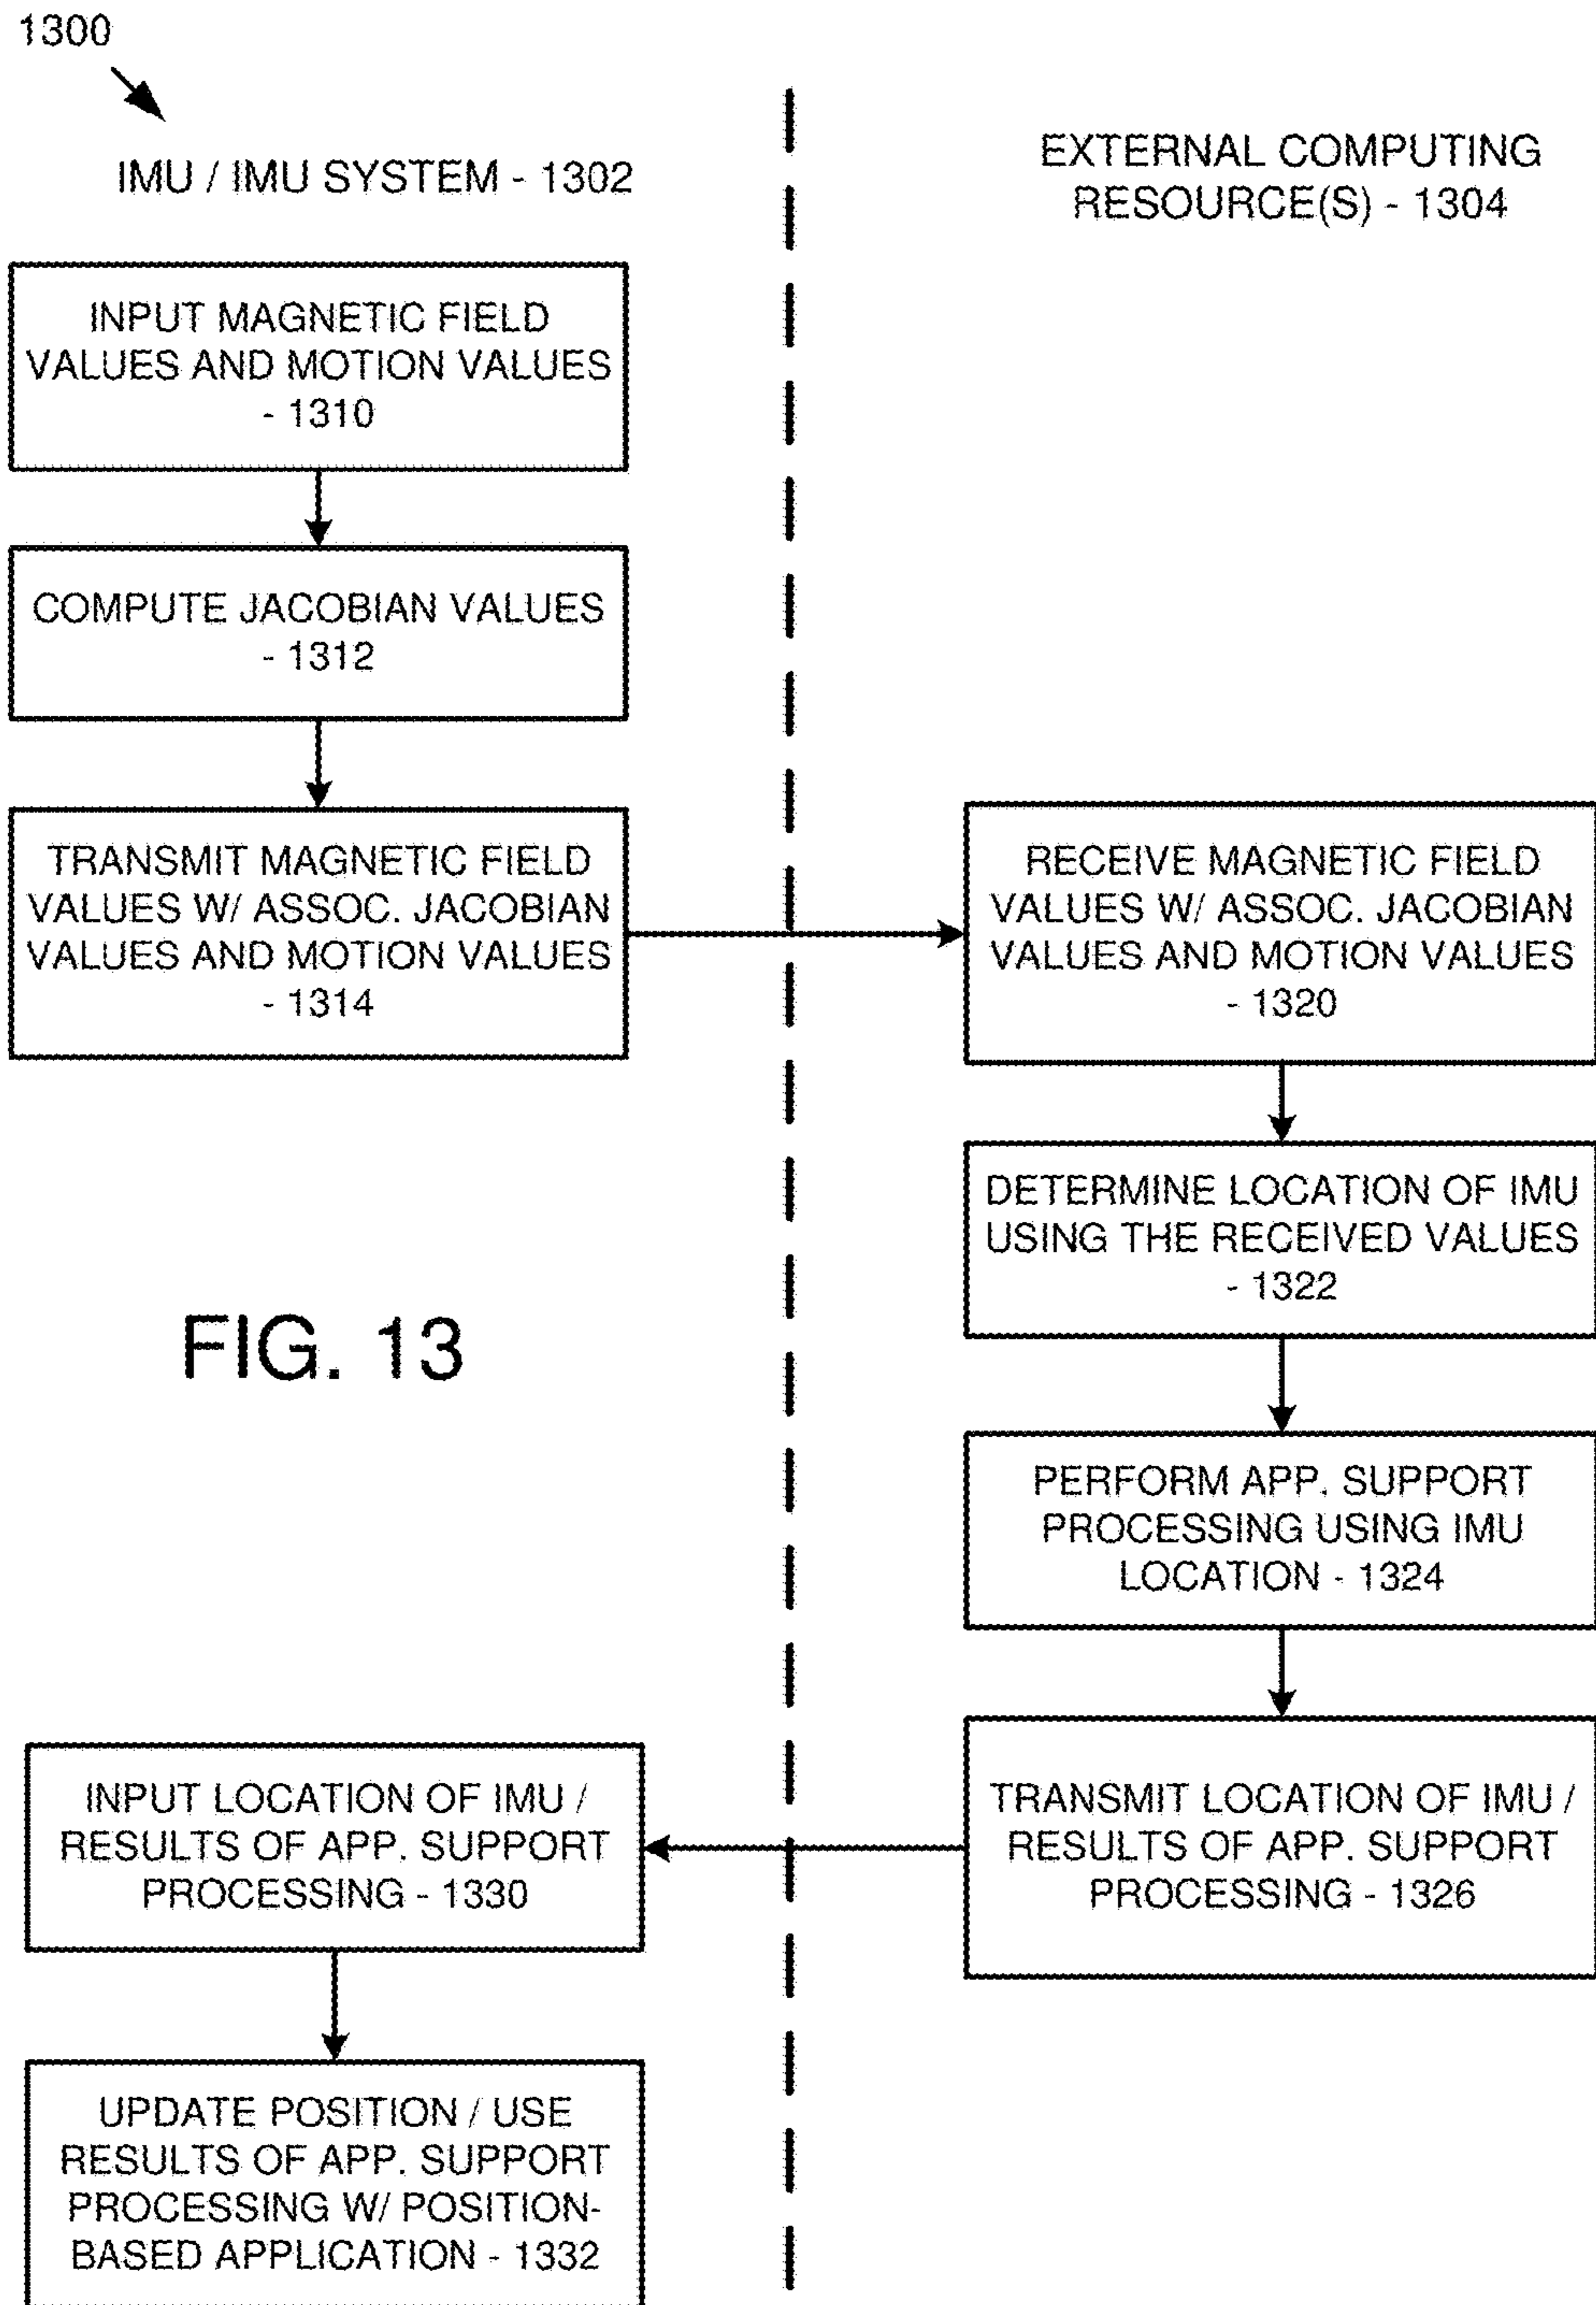 1300
IMU / IMU SYSTEM - 1302
EXTERNAL COMPUTING
RESOURCE(S) - 1304
INPUT MAGNETIC FIELD
VALUES AND MOTION VALUES
- 1310
COMPUTE JACOBIAN VALUES
- 1312
TRANSMIT MAGNETIC FIELD
VALUES W/ ASSOC. JACOBIAN
VALUES AND MOTION VALUES
- 1314
RECEIVE MAGNETIC FIELD
VALUES W/ ASSOC. JACOBIAN
VALUES AND MOTION VALUES
- 1320
DETERMINE LOCATION OF IMU
USING THE RECEIVED VALUES
- 1322
FIG. 13
PERFORM APP. SUPPORT
PROCESSING USING IMU
LOCATION - 1324
TRANSMIT LOCATION OF IMU /
RESULTS OF APP. SUPPORT
PROCESSING - 1326
INPUT LOCATION OF IMU /
RESULTS OF APP. SUPPORT
PROCESSING - 1330
UPDATE POSITION / USE
RESULTS OF APP. SUPPORT
PROCESSING W/ POSITION-
BASED APPLICATION - 1332